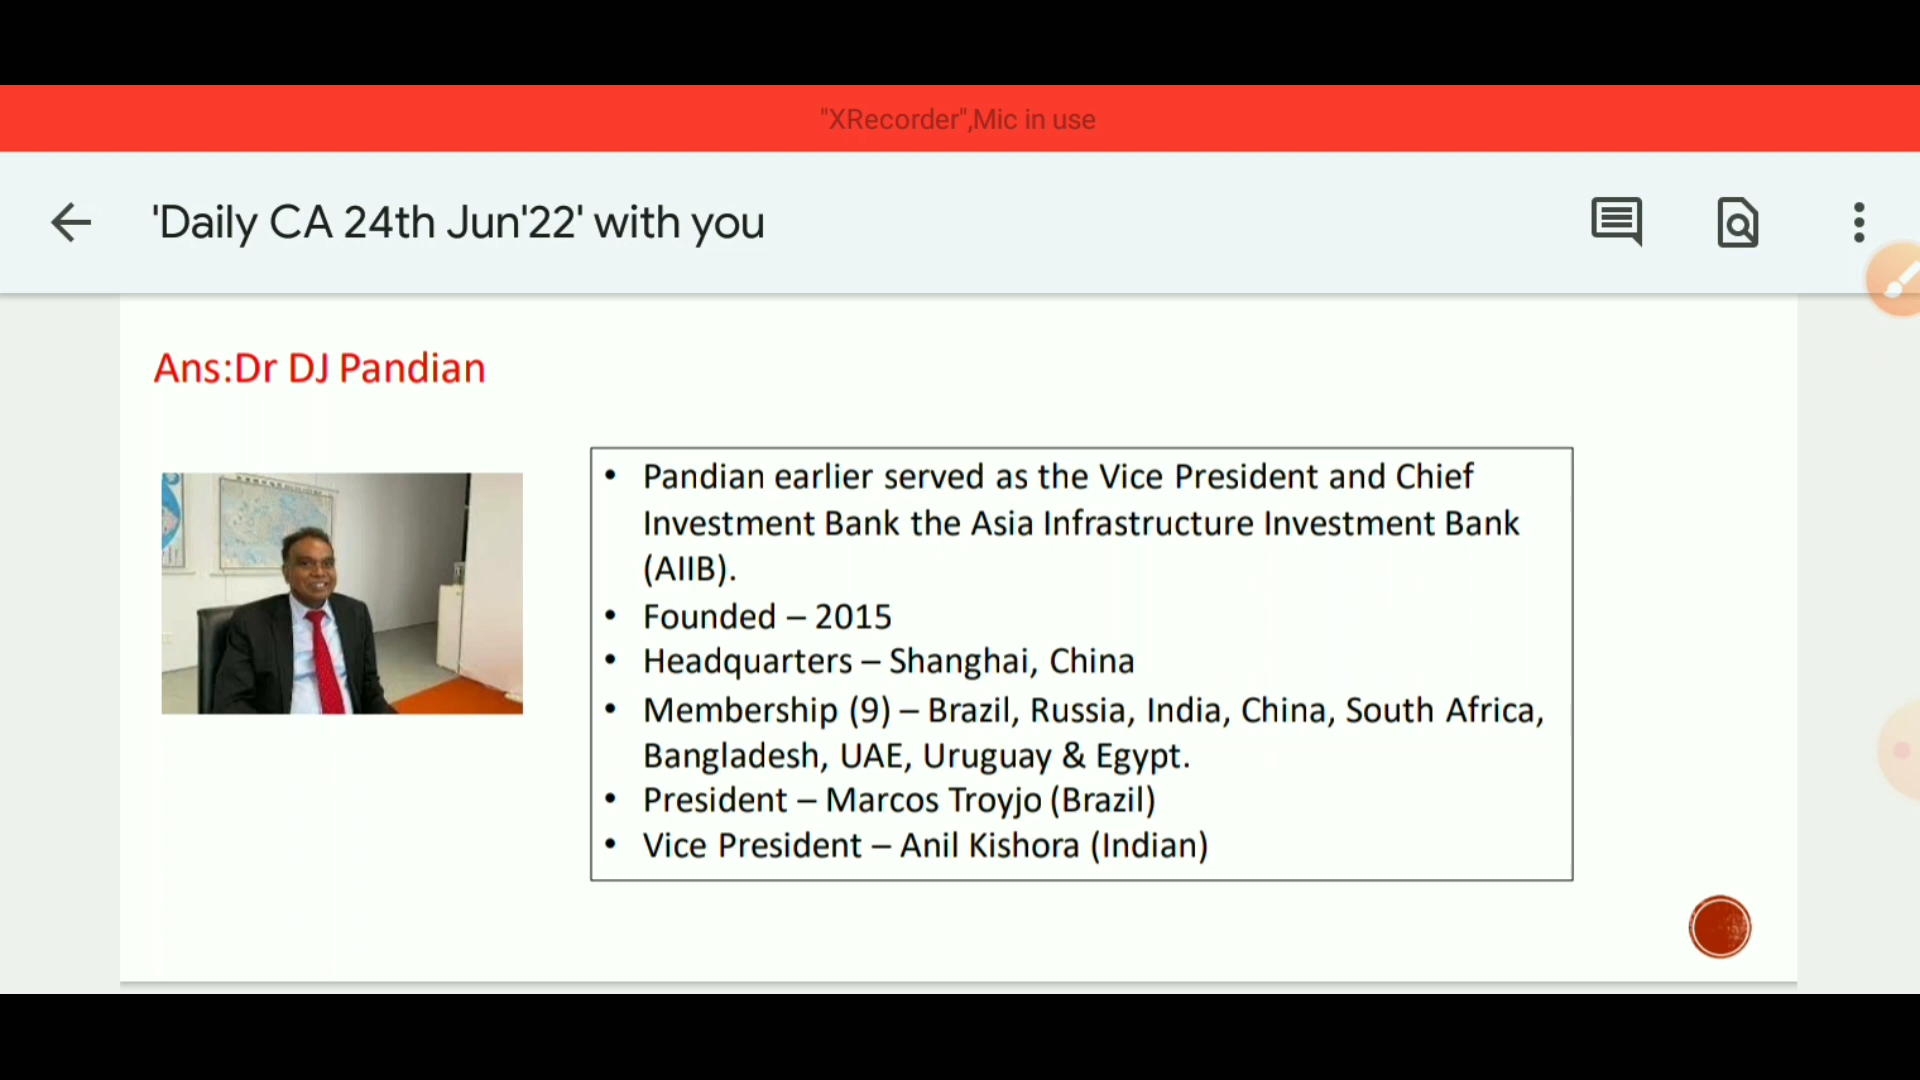 "XRecorder",Mic in use
'Daily CA 24th Jun'22' with you
Ans:Dr DJ Pandian
• Pandian earlier served as the Vice President and Chief
Investment Bank the Asia Infrastructure Investment Bank
(AIIB).
• Founded – 2015
• Headquarters – Shanghai, China
• Membership (9) – Brazil, Russia, India, China, South Africa,
Bangladesh, UAE, Uruguay & Egypt.
• President – Marcos Troyjo (Brazil)
• Vice President – Anil Kishora (Indian)